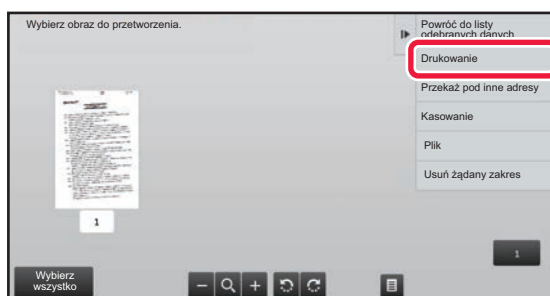 Wybierz obraz do przetworzenia.
Powróć do listy
odebranych danych
Drukowanie
Przekaż pod inne adresy
Kasowanie
Plik
Usuń żądany zakres
1
1
Wybierz
wszystko